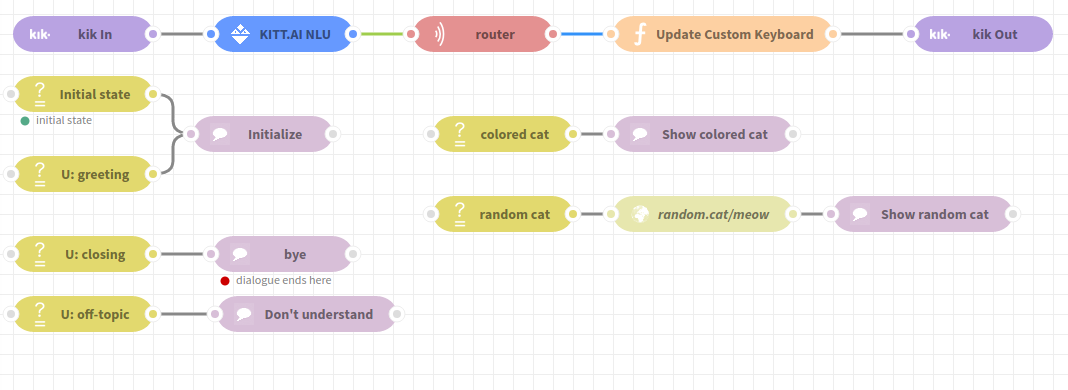 kik· kik In
KITT.AI NLU
router
Update Custom Keyboard
kik· kik Out
? Initial state
initial state
Initialize
? colored cat
Show colored cat
? U: greeting
? random cat
random.cat/meow
Show random cat
? U: closing
bye
dialogue ends here
? U: off-topic
Don't understand